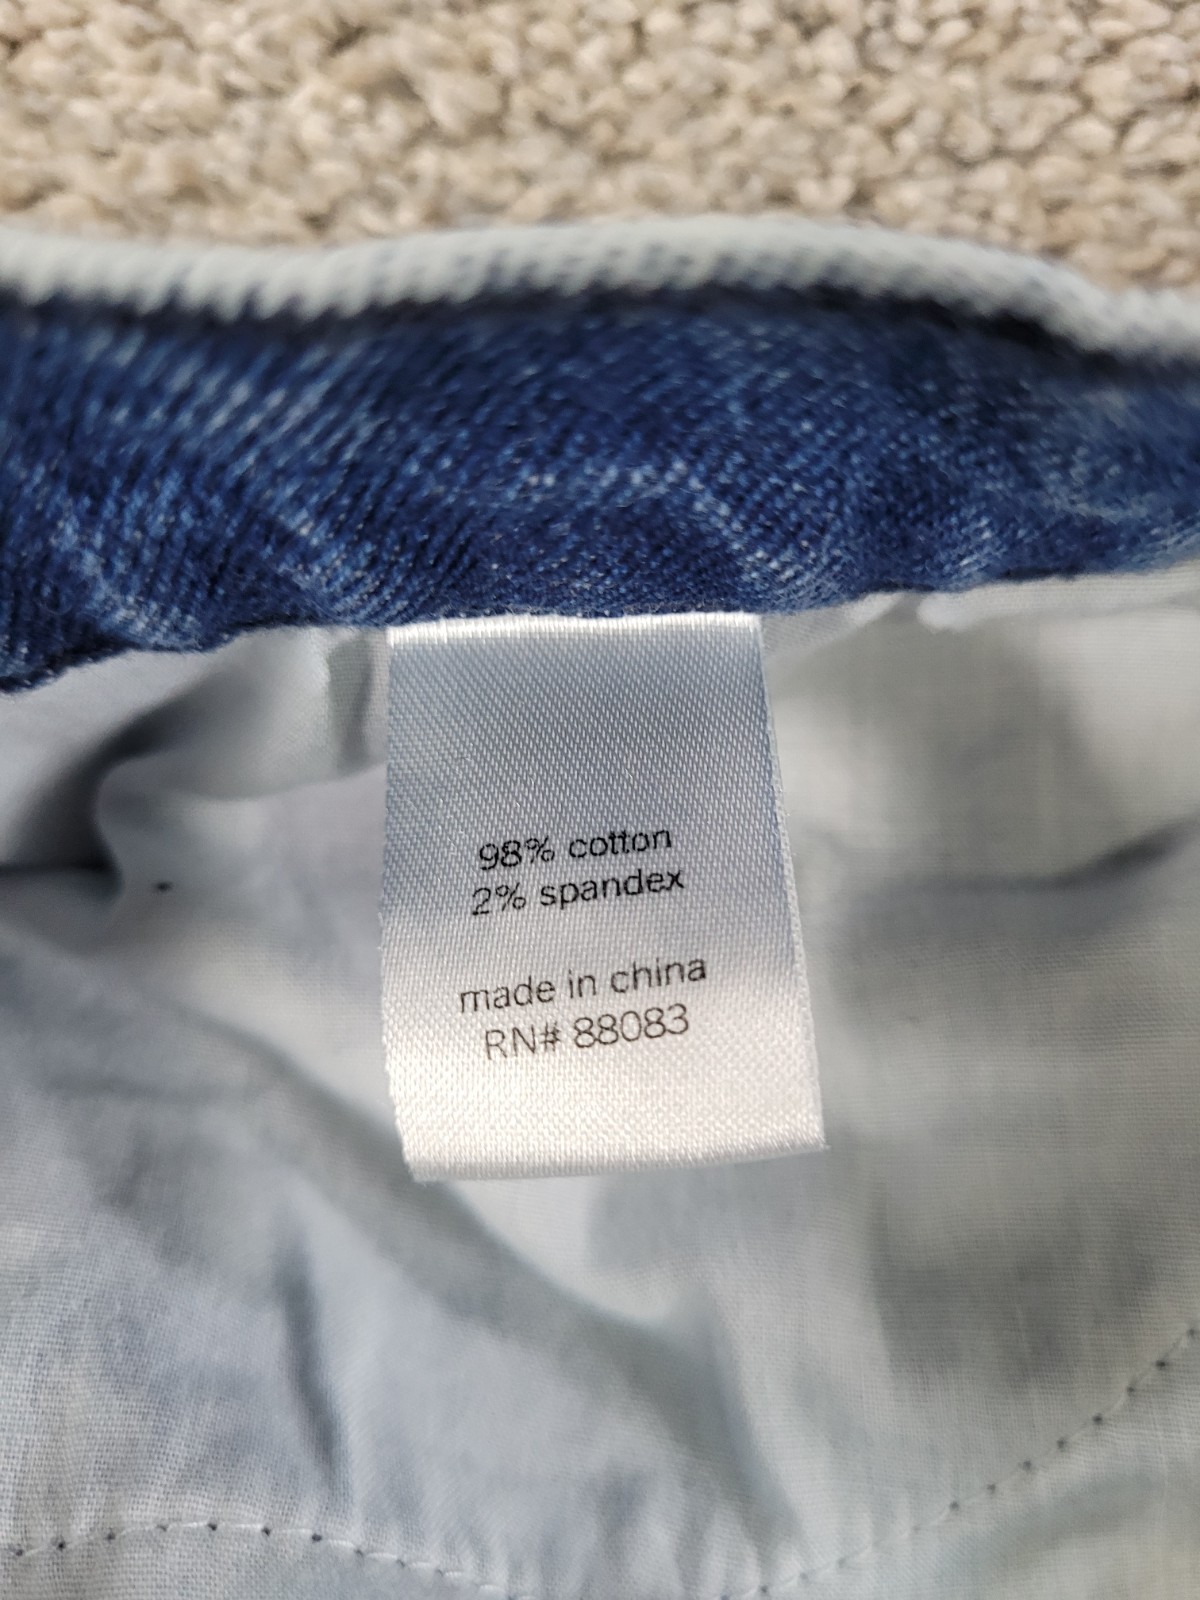 98% cotton
2% spandex
made in china
RN# 88083